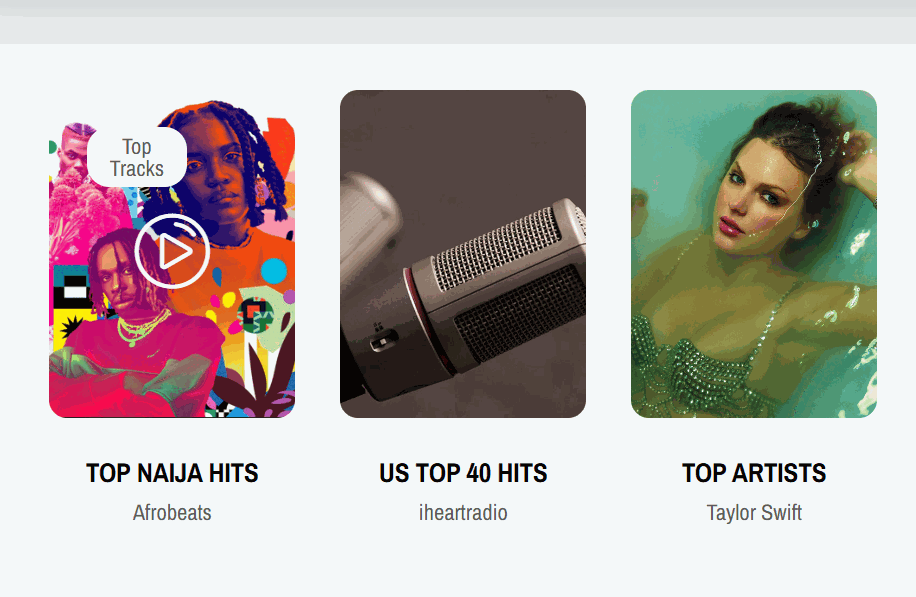 Top
Tracks
TOP NAIJA HITS
Afrobeats
US TOP 40 HITS
iheartradio
TOP ARTISTS
Taylor Swift